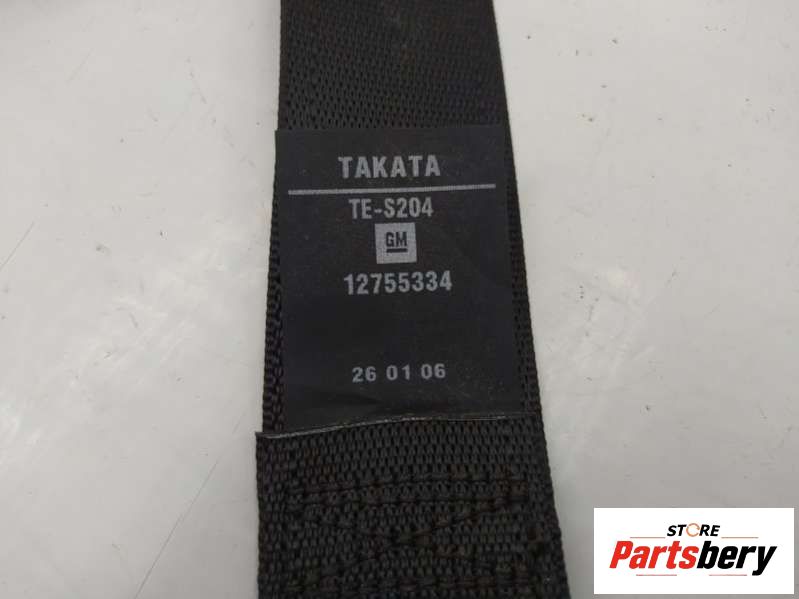 TAKATA
TE-S204
GM
12755334
26 01 06
STORE
Partsbery